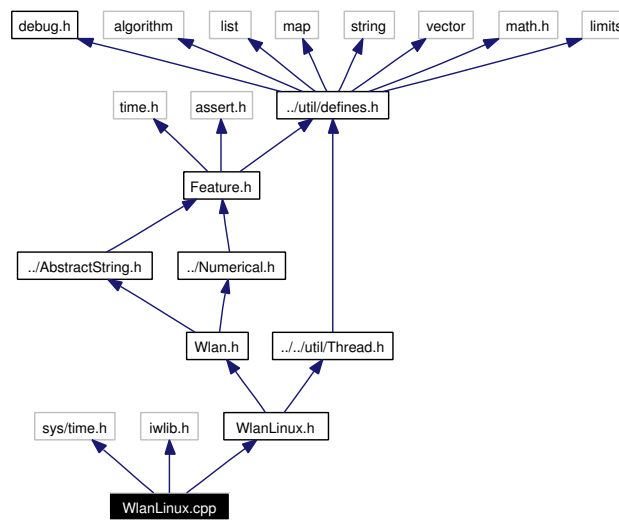 debug.h algorithm list map string vector math.h limits
../util/defines.h
time.h assert.h
Feature.h
../AbstractString.h ../Numerical.h
Wlan.h ../../util/Thread.h
sys/time.h iwlib.h WlanLinux.h
WlanLinux.cpp